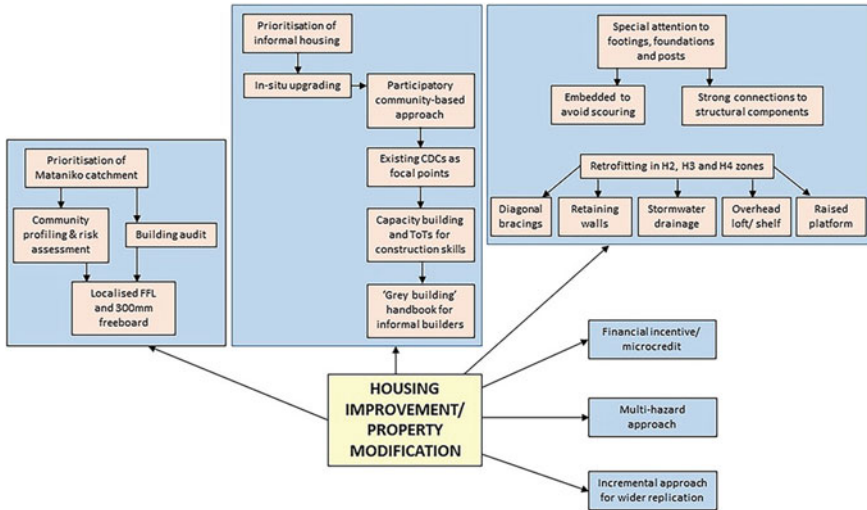 Prioritisation of
Mataniko catchment
Community
profiling & risk
assessment
Building audit
Localised FFL
and 300mm
freeboard
Prioritisation of
informal housing
In-situ upgrading
Participatory
community-based
approach
Existing CDCs as
focal points
Capacity building
and ToTs for
construction skills
‘Grey building’
handbook for
informal builders
Special attention to
footings, foundations
and posts
Embedded to
avoid scouring
Strong connections to
structural components
Retrofitting in H2, H3 and H4 zones
Diagonal
bracings
Retaining
walls
Stormwater
drainage
Overhead
loft/ shelf
Raised
platform
HOUSING
IMPROVEMENT/
PROPERTY
MODIFICATION
Financial incentive/
microcredit
Multi-hazard
approach
Incremental approach
for wider replication